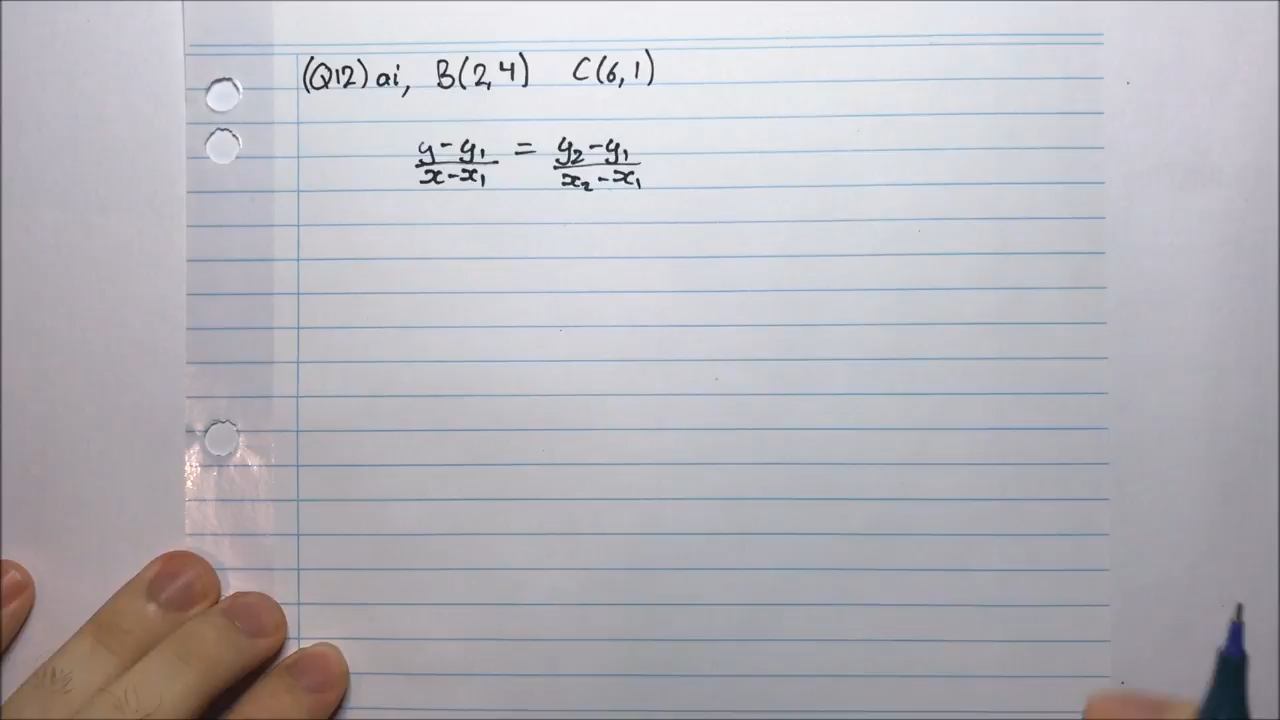 (Q12) ai, B(2,4) C(6,1)
y-y₁/x-x₁ = y₂-y₁/x₂-x₁